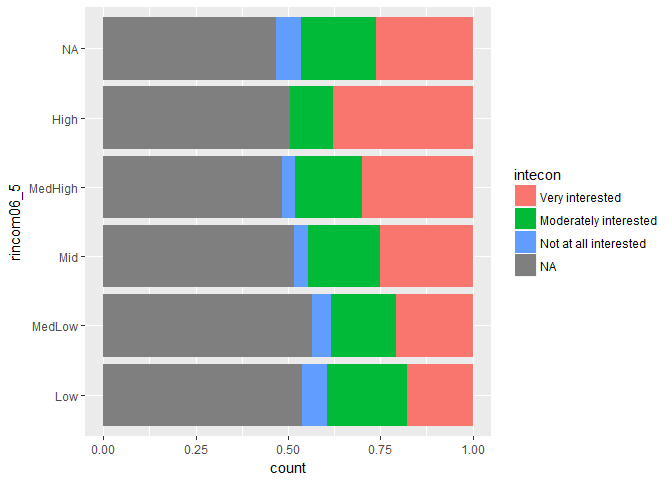 rincom06_5
NA
High
MedHigh
Mid
MedLow
Low
0.00 0.25 0.50 0.75 1.00
count
intecon
Very interested
Moderately interested
Not at all interested
NA